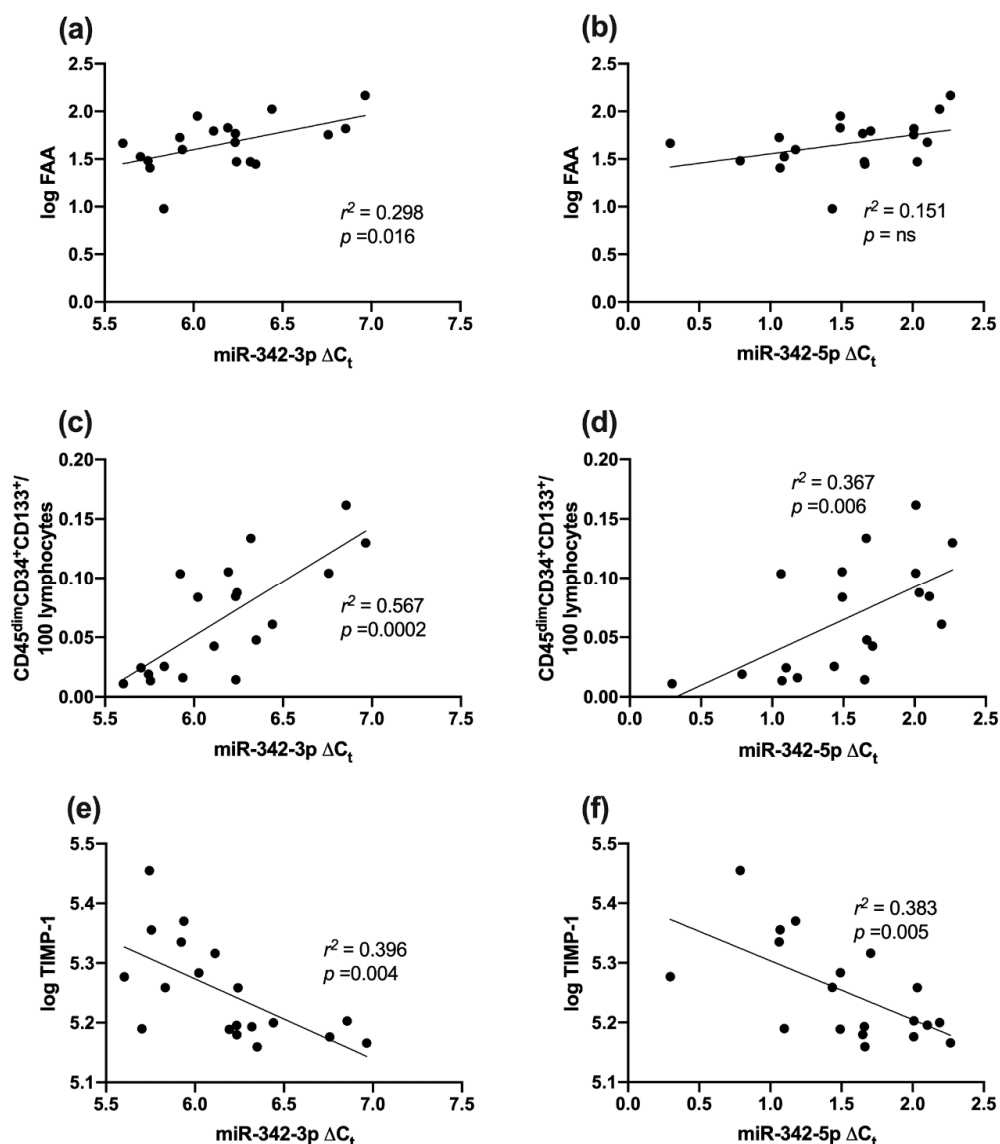 (a)
log FAA
2.5
2.0
1.5
1.0
0.5
0.0
r² = 0.298
p =0.016
5.5 6.0 6.5 7.0 7.5
miR-342-3p ΔCt
(b)
log FAA
2.5
2.0
1.5
1.0
0.5
0.0
r² = 0.151
p = ns
0.0 0.5 1.0 1.5 2.0 2.5
miR-342-5p ΔCt
(c)
CD45dimCD34+CD133+/
100 lymphocytes
0.20
0.15
0.10
0.05
0.00
r² = 0.567
p =0.0002
5.5 6.0 6.5 7.0 7.5
miR-342-3p ΔCt
(d)
CD45dimCD34+CD133+/
100 lymphocytes
0.20
0.15
0.10
0.05
0.00
r² = 0.367
p =0.006
0.0 0.5 1.0 1.5 2.0 2.5
miR-342-5p ΔCt
(e)
log TIMP-1
5.5
5.4
5.3
5.2
5.1
r² = 0.396
p =0.004
5.5 6.0 6.5 7.0 7.5
miR-342-3p ΔCt
(f)
log TIMP-1
5.5
5.4
5.3
5.2
5.1
r² = 0.383
p =0.005
0.0 0.5 1.0 1.5 2.0 2.5
miR-342-5p ΔCt